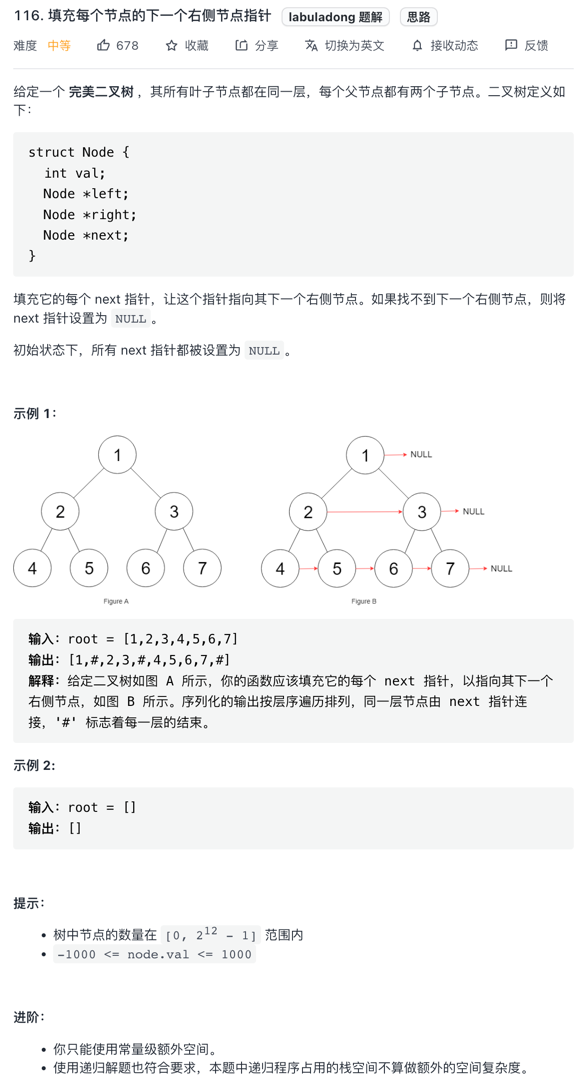 116. 填充每个节点的下一个右侧节点指针 labuladong 题解 思路
难度 中等 678 收藏 分享 切换为英文 接收动态 反馈
给定一个 完美二叉树 ，其所有叶子节点都在同一层，每个父节点都有两个子节点。二叉树定义如
下：
struct Node {
int val;
Node *left;
Node *right;
Node *next;
}
填充它的每个 next 指针，让这个指针指向其下一个右侧节点。如果找不到下一个右侧节点，则将
next 指针设置为 NULL 。
初始状态下，所有 next 指针都被设置为 NULL 。
示例 1：
1 1 NULL
2 3 2 3 NULL
4 5 6 7 4 5 6 7 NULL
Figure A Figure B
输入：root = [1,2,3,4,5,6,7]
输出：[1,#,2,3,#,4,5,6,7,#]
解释：给定二叉树如图 A 所示，你的函数应该填充它的每个 next 指针，以指向其下一个
右侧节点，如图 B 所示。序列化的输出按层序遍历排列，同一层节点由 next 指针连
接，'#' 标志着每一层的结束。
示例 2:
输入：root = []
输出：[]
提示：
• 树中节点的数量在 [0, 2¹² - 1] 范围内
• -1000 <= node.val <= 1000
进阶：
• 你只能使用常量级额外空间。
• 使用递归解题也符合要求，本题中递归程序占用的栈空间不算做额外的空间复杂度。